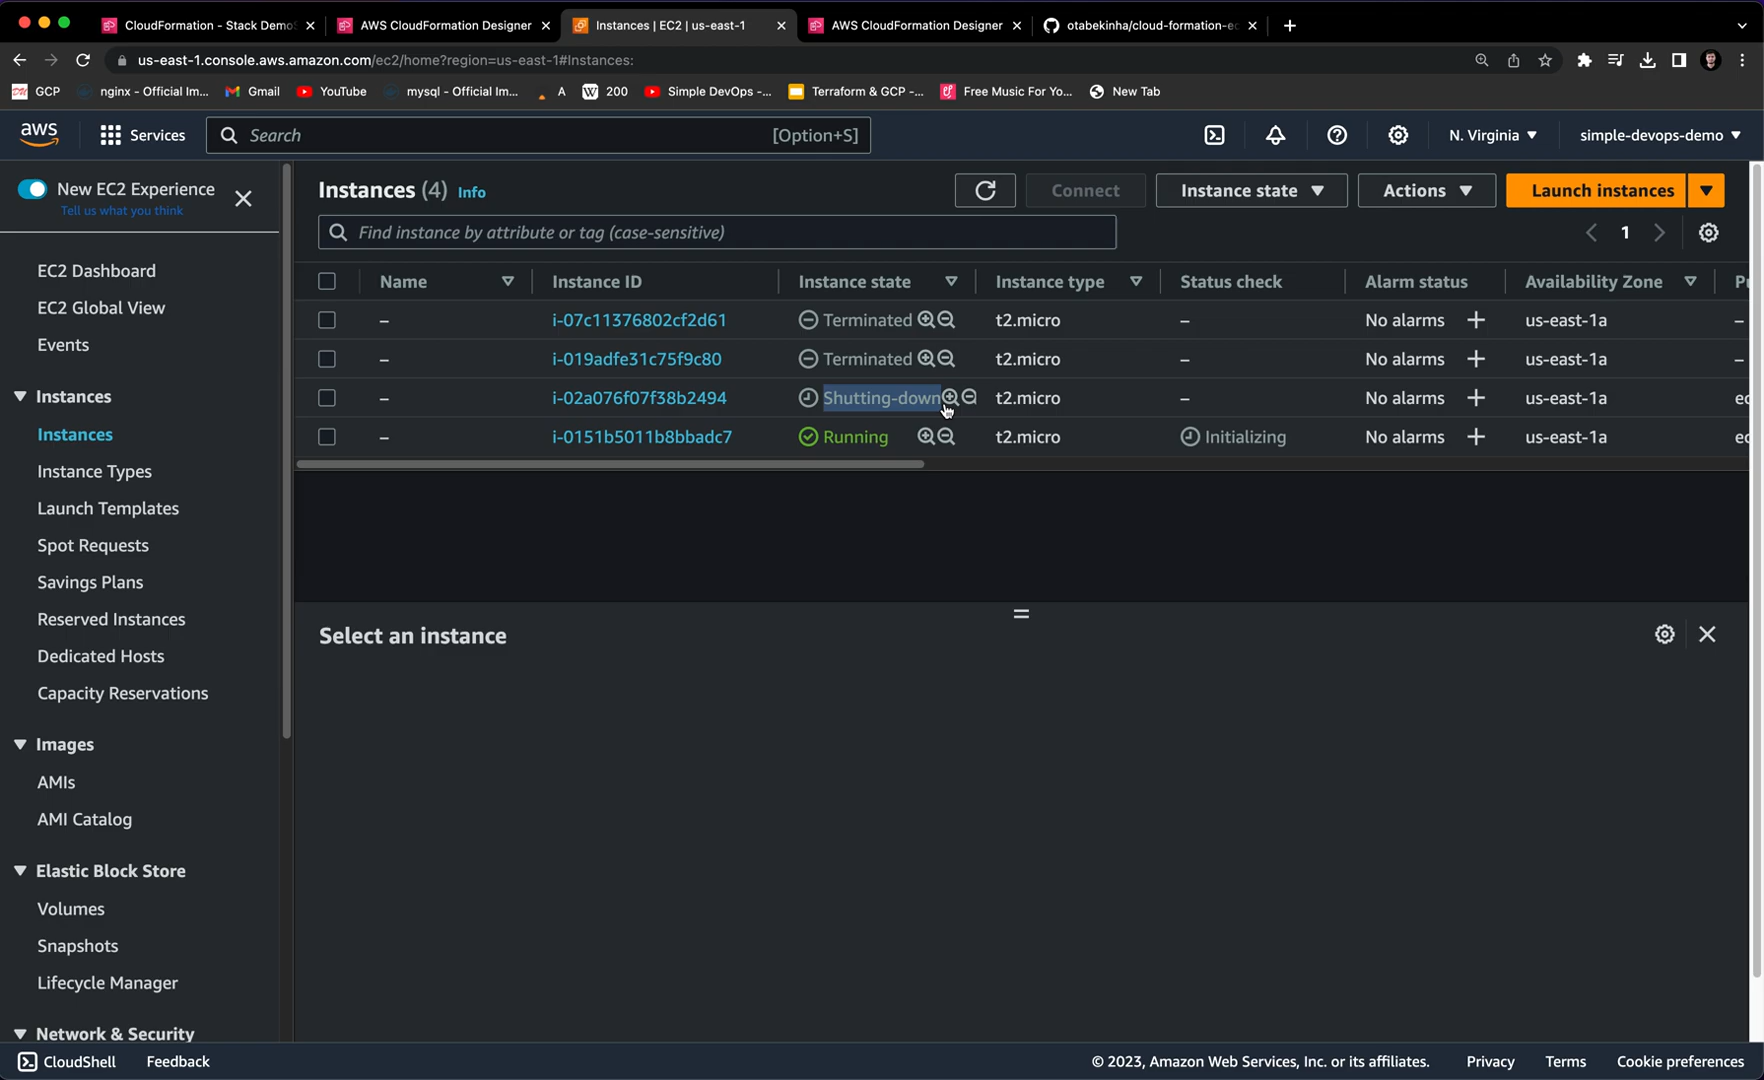 CloudFormation - Stack DemoS
AWS CloudFormation Designer
Instances | EC2 | us-east-1
AWS CloudFormation Designer
otabekinha/cloud-formation-ec
us-east-1.console.aws.amazon.com/ec2/home?region=us-east-1#Instances:
GCP
nginx - Official Im...
Gmail
YouTube
mysql - Official Im...
A
200
Simple DevOps -...
Terraform & GCP -...
Free Music For Yo...
New Tab
aws
Services
Search
[Option+S]
N. Virginia
simple-devops-demo
New EC2 Experience
Tell us what you think
EC2 Dashboard
EC2 Global View
Events
Instances
Instances
Instance Types
Launch Templates
Spot Requests
Savings Plans
Reserved Instances
Dedicated Hosts
Capacity Reservations
Images
AMIs
AMI Catalog
Elastic Block Store
Volumes
Snapshots
Lifecycle Manager
Network & Security
Instances (4) Info
Connect
Instance state
Actions
Launch instances
Find instance by attribute or tag (case-sensitive)
1
Name Instance ID Instance state Instance type Status check Alarm status Availability Zone
– i-07c11376802cf2d61 Terminated t2.micro – No alarms + us-east-1a –
– i-019adfe31c75f9c80 Terminated t2.micro – No alarms + us-east-1a –
– i-02a076f07f38b2494 Shutting-down t2.micro – No alarms + us-east-1a ec
– i-0151b5011b8bbadc7 Running t2.micro Initializing No alarms + us-east-1a ec
Select an instance
CloudShell
Feedback
© 2023, Amazon Web Services, Inc. or its affiliates.
Privacy
Terms
Cookie preferences